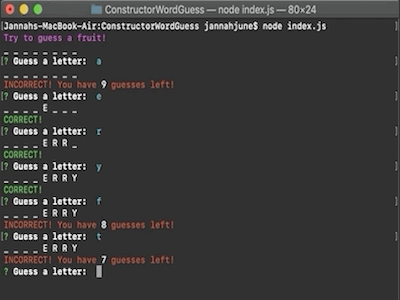 ConstructorWordGuess — node index.js — 80×24
[Jannahs-MacBook-Air:ConstructorWordGuess jannahjune$ node index.js ]
Try to guess a fruit!
_ _ _ _ _ _ _ _
[? Guess a letter: a ]
_ _ _ _ _ _ _ _
INCORRECT! You have 9 guesses left!
[? Guess a letter: e ]
_ _ _ _ E _ _ _
CORRECT!
[? Guess a letter: r ]
_ _ _ _ E R R _
CORRECT!
[? Guess a letter: y ]
_ _ _ _ E R R Y
CORRECT!
[? Guess a letter: f ]
_ _ _ _ E R R Y
INCORRECT! You have 8 guesses left!
[? Guess a letter: t ]
_ _ _ _ E R R Y
INCORRECT! You have 7 guesses left!
? Guess a letter: